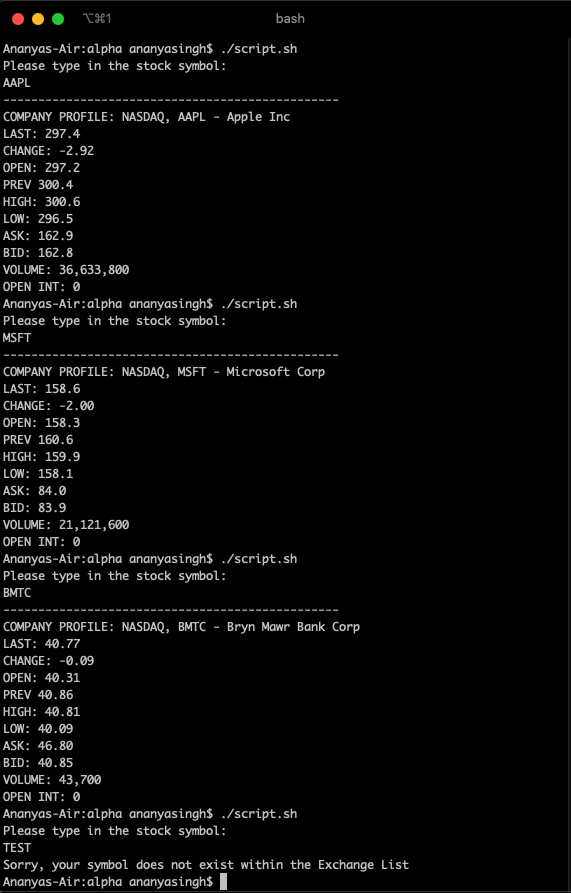 ⌥⌘1
bash
Ananyas-Air:alpha ananyasingh$ ./script.sh
Please type in the stock symbol:
AAPL
------------------------------------------------
COMPANY PROFILE: NASDAQ, AAPL - Apple Inc
LAST: 297.4
CHANGE: -2.92
OPEN: 297.2
PREV 300.4
HIGH: 300.6
LOW: 296.5
ASK: 162.9
BID: 162.8
VOLUME: 36,633,800
OPEN INT: 0
Ananyas-Air:alpha ananyasingh$ ./script.sh
Please type in the stock symbol:
MSFT
------------------------------------------------
COMPANY PROFILE: NASDAQ, MSFT - Microsoft Corp
LAST: 158.6
CHANGE: -2.00
OPEN: 158.3
PREV 160.6
HIGH: 159.9
LOW: 158.1
ASK: 84.0
BID: 83.9
VOLUME: 21,121,600
OPEN INT: 0
Ananyas-Air:alpha ananyasingh$ ./script.sh
Please type in the stock symbol:
BMTC
------------------------------------------------
COMPANY PROFILE: NASDAQ, BMTC - Bryn Mawr Bank Corp
LAST: 40.77
CHANGE: -0.09
OPEN: 40.31
PREV 40.86
HIGH: 40.81
LOW: 40.09
ASK: 46.80
BID: 40.85
VOLUME: 43,700
OPEN INT: 0
Ananyas-Air:alpha ananyasingh$ ./script.sh
Please type in the stock symbol:
TEST
Sorry, your symbol does not exist within the Exchange List
Ananyas-Air:alpha ananyasingh$